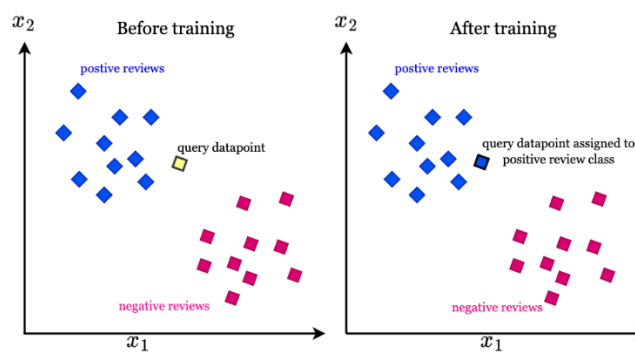 Before training
x₂
postive reviews
query datapoint
negative reviews
x₁
After training
x₂
positive reviews
query datapoint assigned to
positive review class
negative reviews
x₁